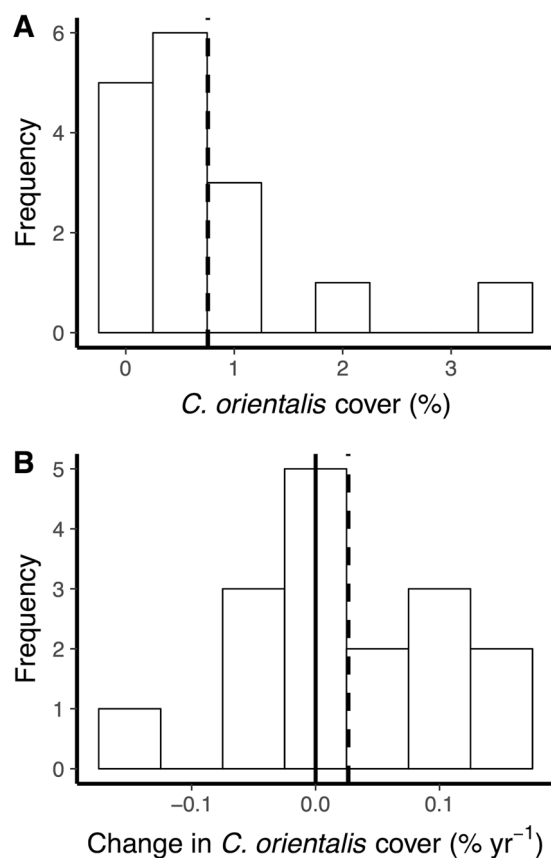 A
Frequency
6
4
2
0
0 1 2 3
C. orientalis cover (%)
B
Frequency
5
4
3
2
1
0
−0.1 0.0 0.1
Change in C. orientalis cover (% yr⁻¹)